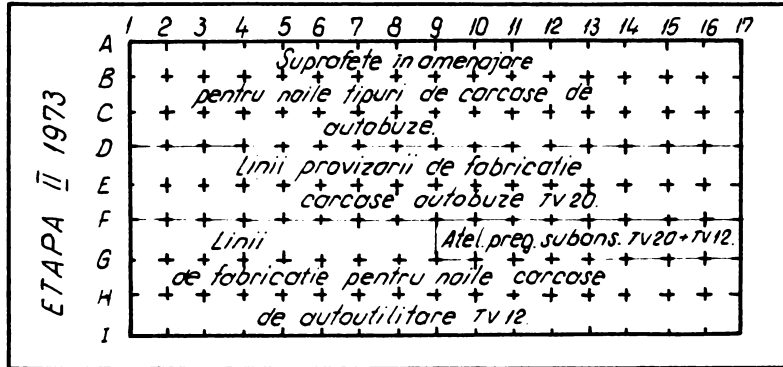 1 2 3 4 5 6 7 8 9 10 11 12 13 14 15 16 17
ETAPA II 1973
A
B
C
D
E
F
G
H
I
Suprafete in amenajare
pentru noile tipuri de carcase de
autobuze.
Linii provizorii de fabricatie
carcase autobuze TV 20.
Linii
Atel. preg. subans. TV20+TV12.
de fabricatie pentru noile carcase
de autoutilitare TV 12.